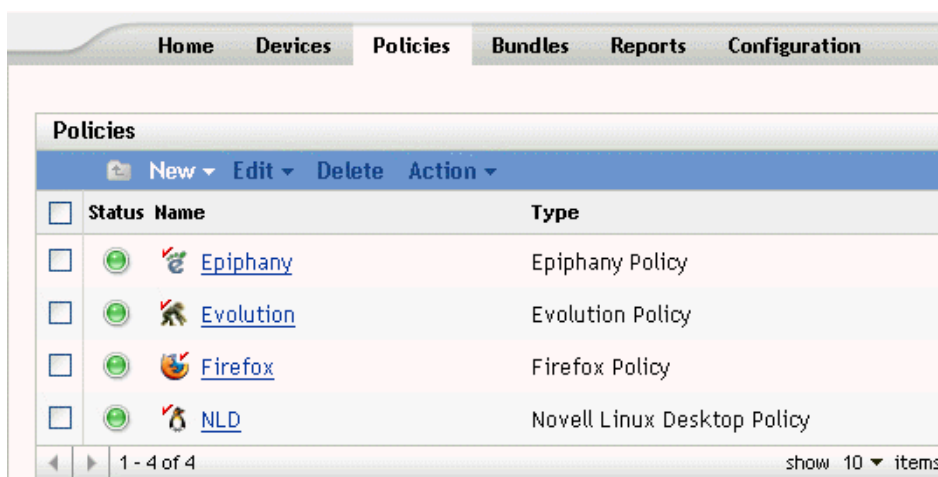 Home Devices Policies Bundles Reports Configuration
Policies
New Edit Delete Action
Status Name Type
Epiphany Epiphany Policy
Evolution Evolution Policy
Firefox Firefox Policy
NLD Novell Linux Desktop Policy
1 - 4 of 4 show 10 items